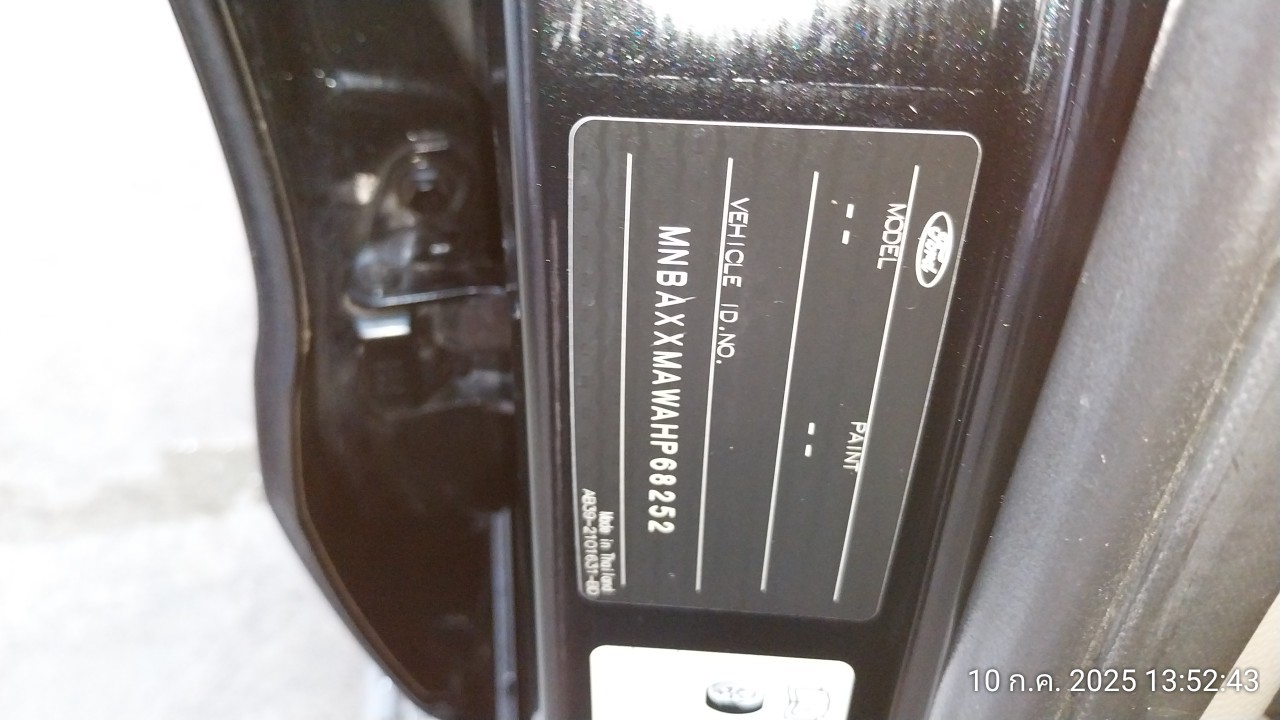 Ford
MODEL
PAINT
--
--
VEHICLE ID.NO.
MNBAXXMAWAHP68252
Made in Thailand
AB39-2101631-BD
10 ก.ค. 2025 13:52:43